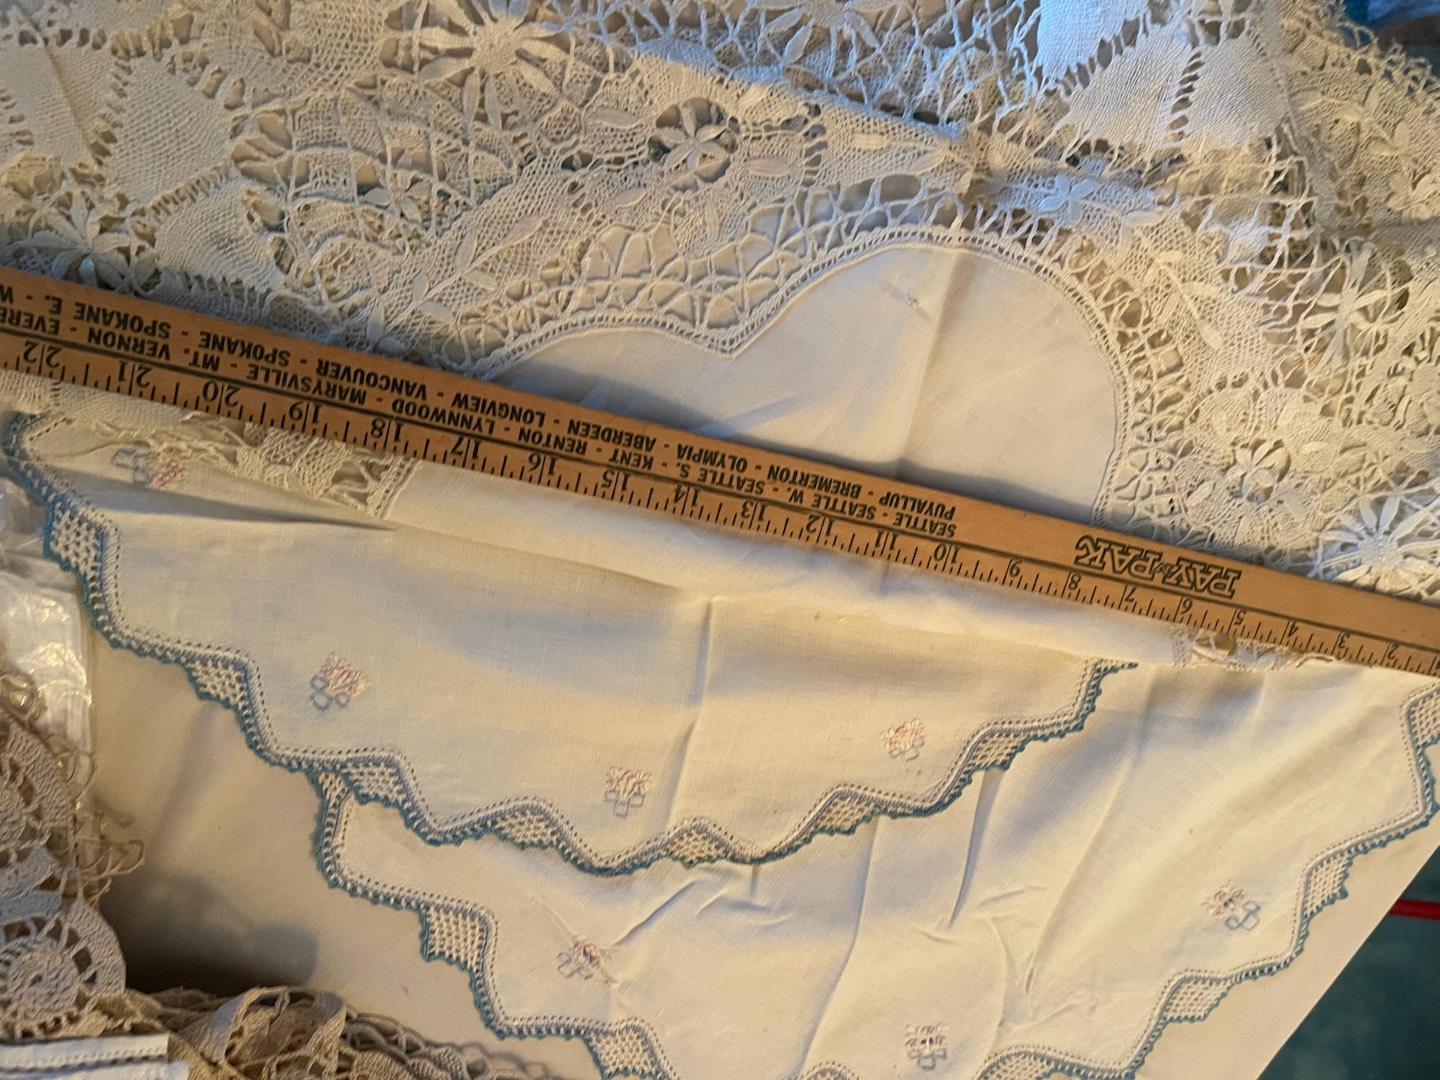 PAY 'n PAK
SEATTLE - SEATTLE W. - SEATTLE S. - KENT - RENTON - LYNNWOOD - MARYSVILLE - MT. VERNON
PUYALLUP - BREMERTON - OLYMPIA - ABERDEEN - LONGVIEW - VANCOUVER - SPOKANE - SPOKANE E.
2 3 4 5 6 7 8 9 10 11 12 13 14 15 16 17 18 19 20 21 22